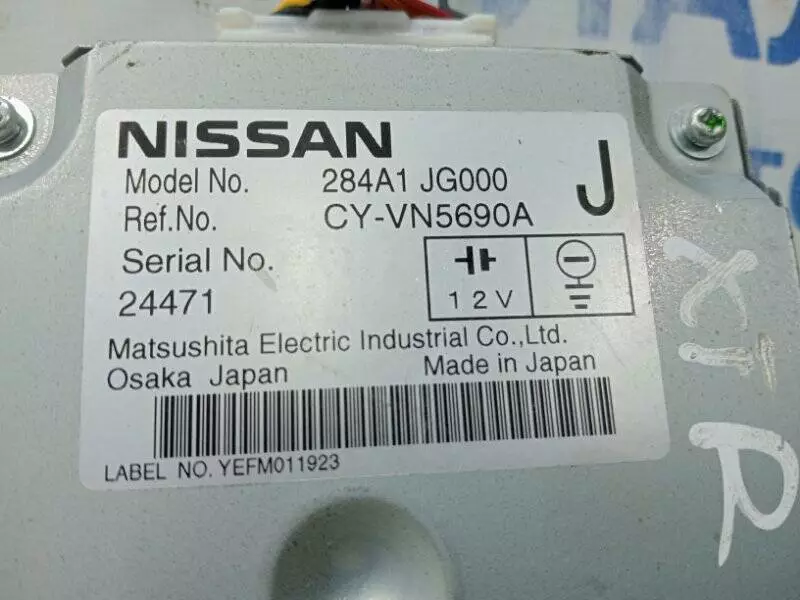 NISSAN
Model No. 284A1 JG000
J
Ref.No. CY-VN5690A
Serial No.
24471
12V
Matsushita Electric Industrial Co.,Ltd.
Osaka Japan Made in Japan
LABEL NO. YEFM011923
XTR